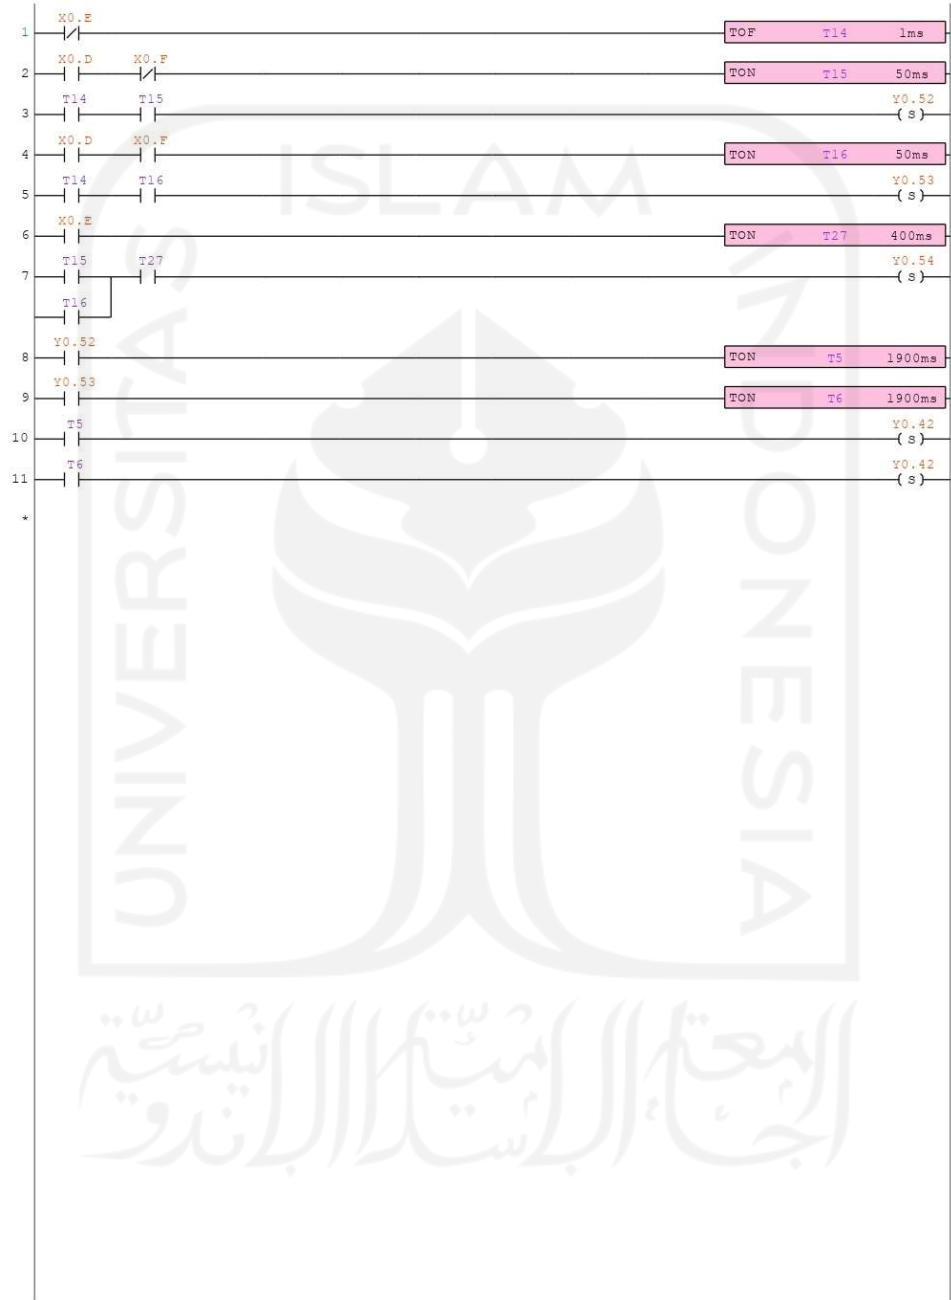 X0.E
1 TOF T14 1ms
X0.D X0.F
2 TON T15 50ms
T14 T15 Y0.52
3 ( S )
X0.D X0.F
4 TON T16 50ms
T14 T16 Y0.53
5 ( S )
X0.E
6 TON T27 400ms
T15 T27 Y0.54
7 ( S )
T16
Y0.52
8 TON T5 1900ms
Y0.53
9 TON T6 1900ms
T5 Y0.42
10 ( S )
T6 Y0.42
11 ( S )
*
UNIVERSITAS
ISLAM
INDONESIA